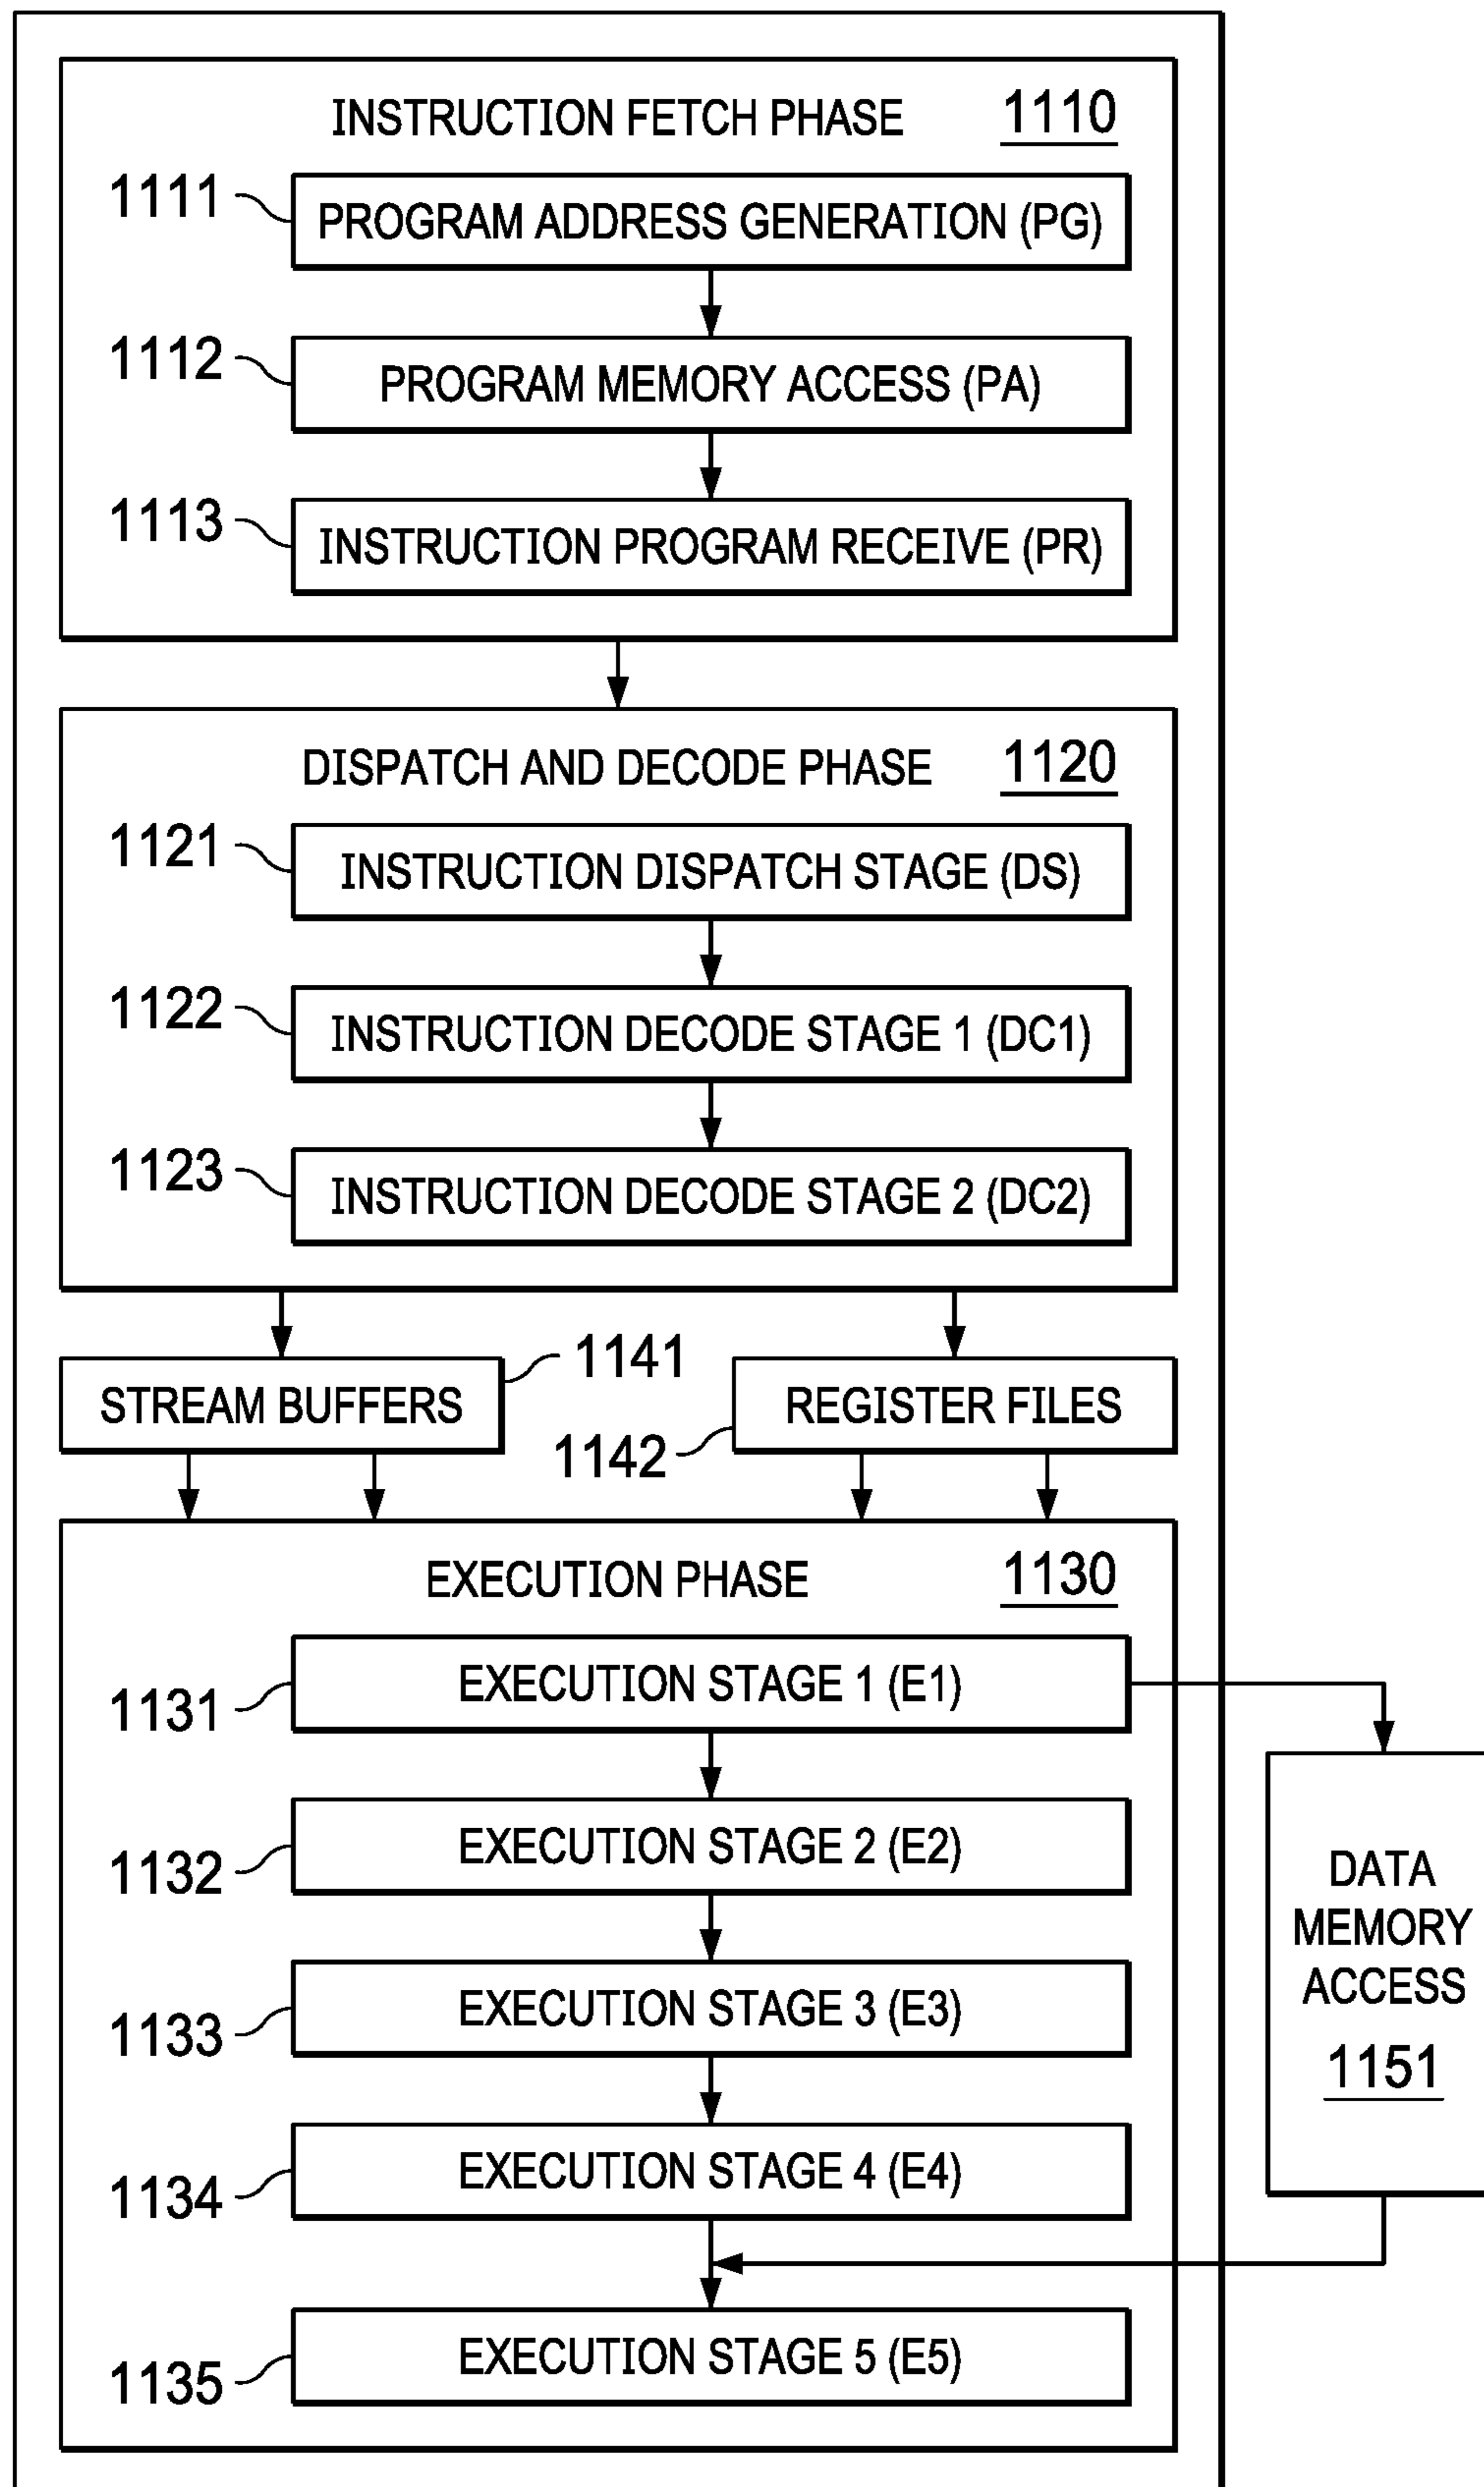 INSTRUCTION FETCH PHASE 1110
1111 PROGRAM ADDRESS GENERATION (PG)
1112 PROGRAM MEMORY ACCESS (PA)
1113 INSTRUCTION PROGRAM RECEIVE (PR)
DISPATCH AND DECODE PHASE 1120
1121 INSTRUCTION DISPATCH STAGE (DS)
1122 INSTRUCTION DECODE STAGE 1 (DC1)
1123 INSTRUCTION DECODE STAGE 2 (DC2)
STREAM BUFFERS 1141
1142 REGISTER FILES
EXECUTION PHASE 1130
1131 EXECUTION STAGE 1 (E1)
1132 EXECUTION STAGE 2 (E2)
1133 EXECUTION STAGE 3 (E3)
1134 EXECUTION STAGE 4 (E4)
1135 EXECUTION STAGE 5 (E5)
DATA
MEMORY
ACCESS
1151